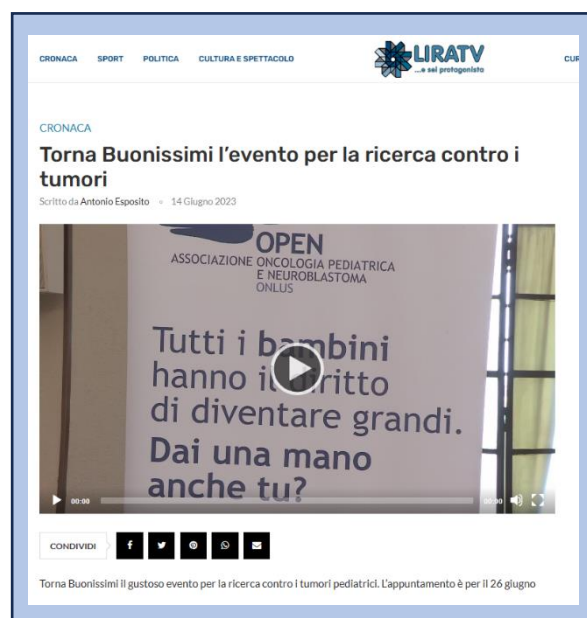 CRONACA SPORT POLITICA CULTURA E SPETTACOLO
LIRATV
...e sei protagonista
CUR
CRONACA
Torna Buonissimi l'evento per la ricerca contro i
tumori
Scritto da Antonio Esposito 14 Giugno 2023
OPEN
ASSOCIAZIONE ONCOLOGIA PEDIATRICA
E NEUROBLASTOMA
ONLUS
Tutti i bambini
hanno il diritto
di diventare grandi.
Dai una mano
anche tu?
00:00 00:00
CONDIVIDI
Torna Buonissimi il gustoso evento per la ricerca contro i tumori pediatrici. L'appuntamento è per il 26 giugno